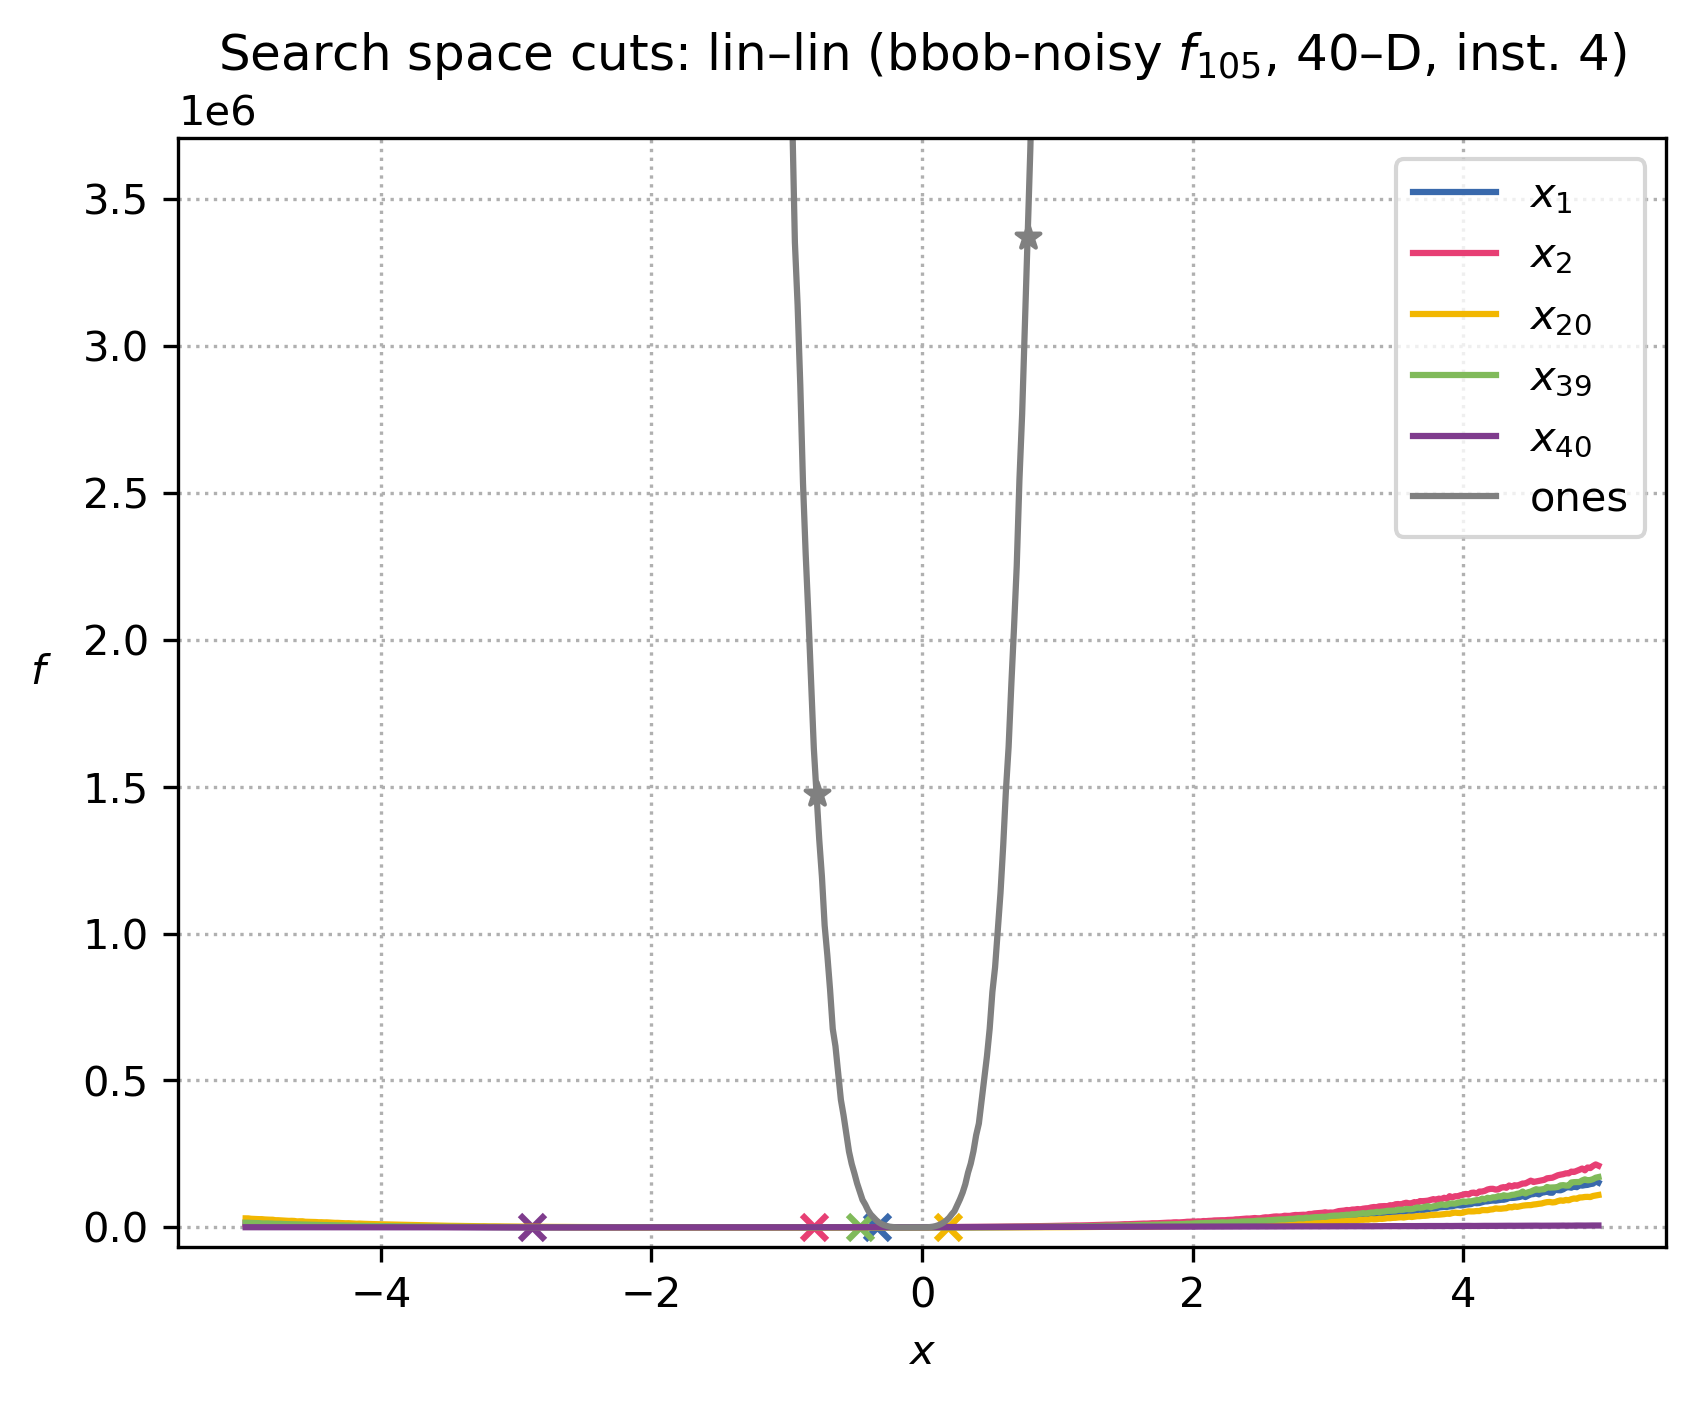 Search space cuts: lin–lin (bbob-noisy f₁₀₅, 40–D, inst. 4)
1e6
3.5
3.0
2.5
2.0
1.5
1.0
0.5
0.0
f
−4
−2
0
2
4
x
x₁
x₂
x₂₀
x₃₉
x₄₀
ones